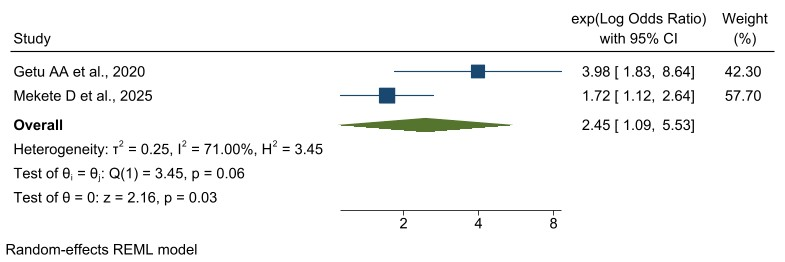 exp(Log Odds Ratio) Weight
Study with 95% CI (%)
Getu AA et al., 2020 3.98 [ 1.83, 8.64] 42.30
Mekete D et al., 2025 1.72 [ 1.12, 2.64] 57.70
Overall 2.45 [ 1.09, 5.53]
Heterogeneity: τ² = 0.25, I² = 71.00%, H² = 3.45
Test of θᵢ = θⱼ: Q(1) = 3.45, p = 0.06
Test of θ = 0: z = 2.16, p = 0.03
2 4 8
Random-effects REML model